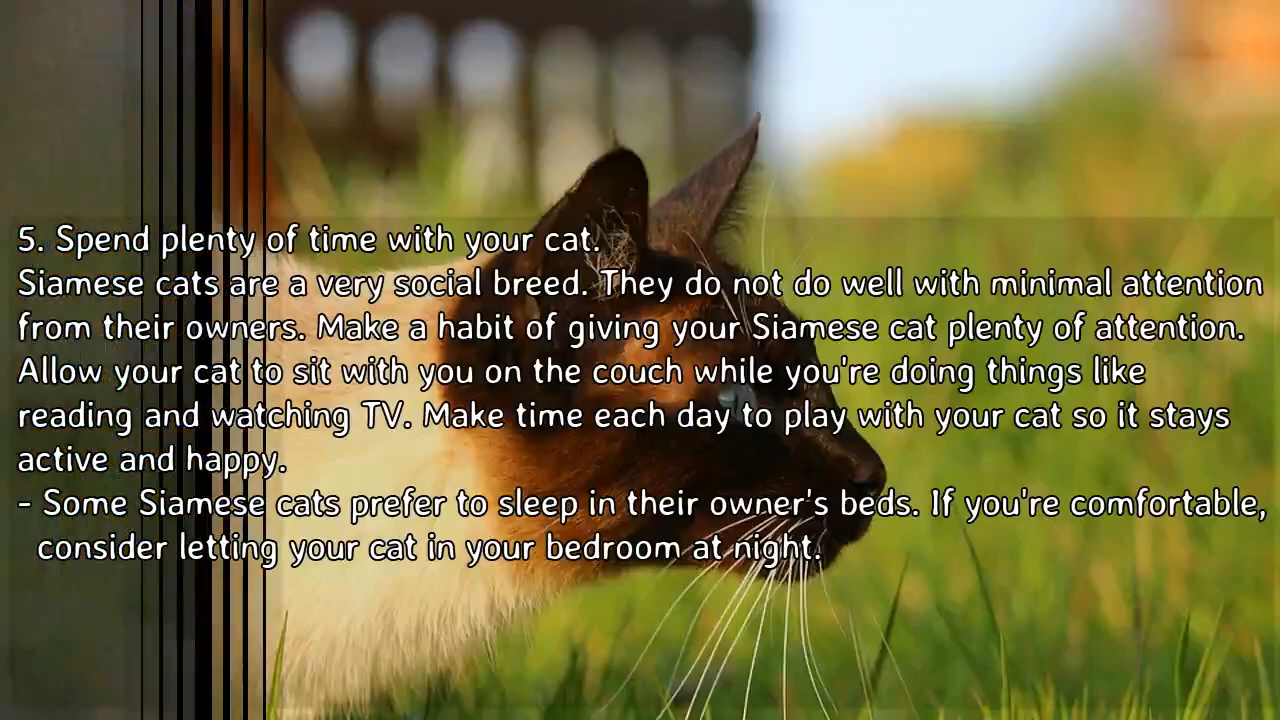 5. Spend plenty of time with your cat.
Siamese cats are a very social breed. They do not do well with minimal attention
from their owners. Make a habit of giving your Siamese cat plenty of attention.
Allow your cat to sit with you on the couch while you're doing things like
reading and watching TV. Make time each day to play with your cat so it stays
active and happy.
- Some Siamese cats prefer to sleep in their owner's beds. If you're comfortable,
consider letting your cat in your bedroom at night.